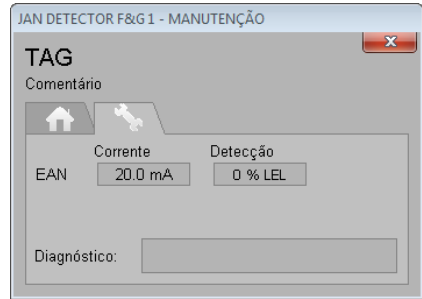 JAN DETECTOR F&G 1 - MANUTENÇÃO
TAG
Comentário
Corrente Detecção
EAN 20.0 mA 0 % LEL
Diagnóstico: